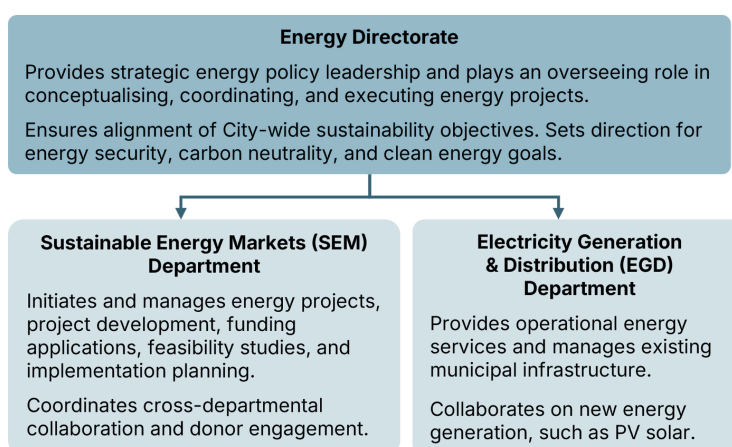 Energy Directorate
Provides strategic energy policy leadership and plays an overseeing role in
conceptualising, coordinating, and executing energy projects.
Ensures alignment of City-wide sustainability objectives. Sets direction for
energy security, carbon neutrality, and clean energy goals.
Sustainable Energy Markets (SEM)
Department
Initiates and manages energy projects,
project development, funding
applications, feasibility studies, and
implementation planning.
Coordinates cross-departmental
collaboration and donor engagement.
Electricity Generation
& Distribution (EGD)
Department
Provides operational energy
services and manages existing
municipal infrastructure.
Collaborates on new energy
generation, such as PV solar.